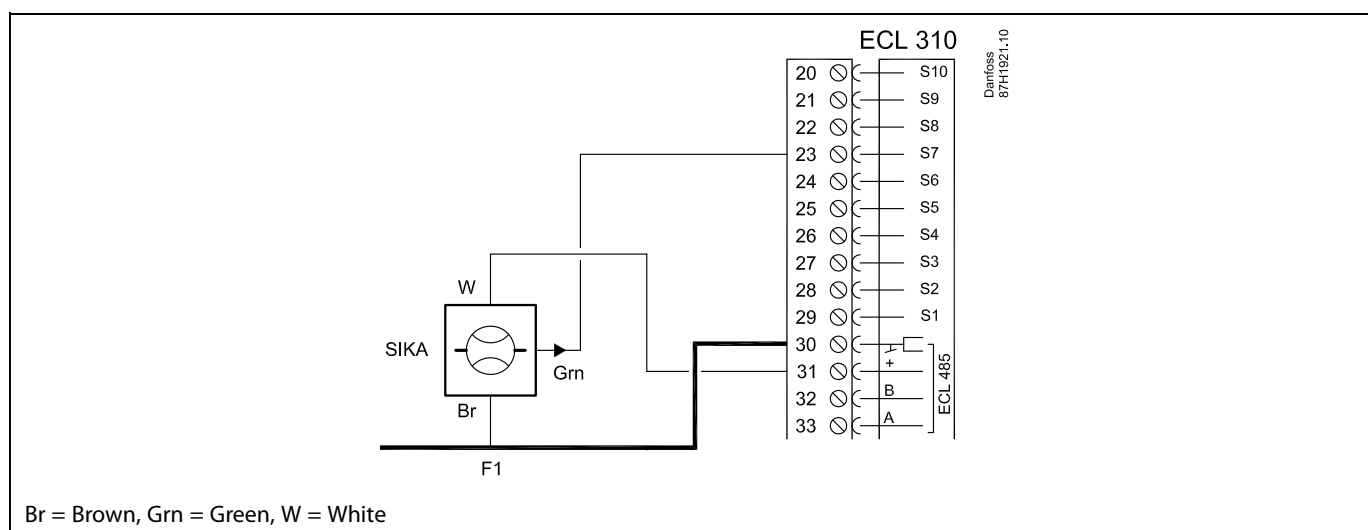 ECL 310
Danfoss
87H1921.10
20 S10
21 S9
22 S8
23 S7
24 S6
25 S5
26 S4
27 S3
28 S2
29 S1
30
31 +
32 B
33 A
ECL 485
W
SIKA
Grn
Br
F1
Br = Brown, Grn = Green, W = White